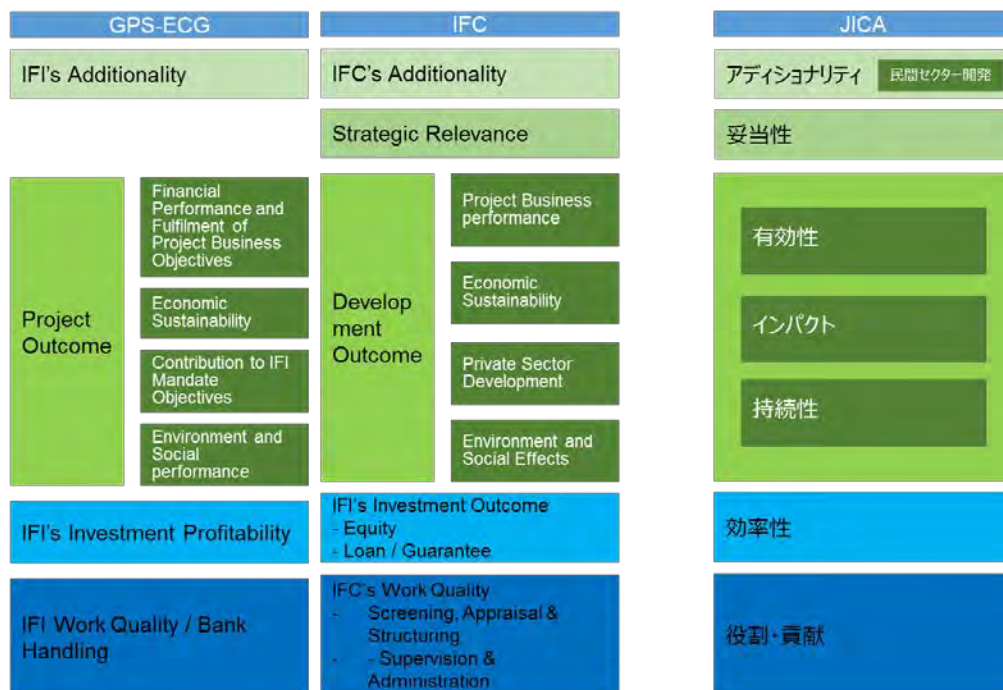 GPS-ECG
IFI's Additionality
Project
Outcome
Financial
Performance and
Fulfilment of
Project Business
Objectives
Economic
Sustainability
Contribution to IFI
Mandate
Objectives
Environment and
Social
performance
IFI's Investment Profitability
IFI Work Quality / Bank
Handling
IFC
IFC's Additionality
Strategic Relevance
Develop
ment
Outcome
Project Business
performance
Economic
Sustainability
Private Sector
Development
Environment and
Social Effects
IFI's Investment Outcome
- Equity
- Loan / Guarantee
IFC's Work Quality
- Screening, Appraisal &
Structuring
- - Supervision &
Administration
JICA
アディショナリティ 民間セクター開発
妥当性
有効性
インパクト
持続性
効率性
役割・貢献